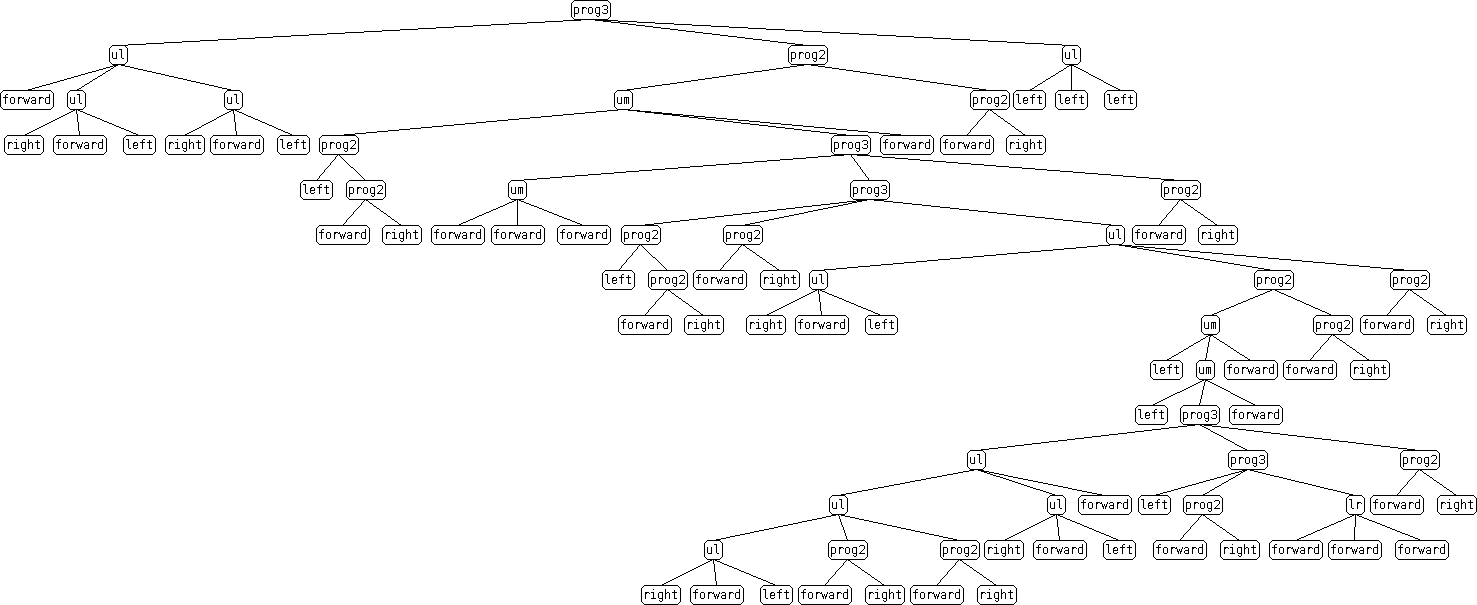 prog3
ul prog2 ul
forward ul ul um prog2 left left left
right forward left right forward left prog2 prog3 forward forward right
left prog2 um prog3 prog2
forward right forward forward forward prog2 prog2 ul forward right
left prog2 forward right ul prog2 prog2
forward right right forward left um prog2 forward right
left um forward forward right
left prog3 forward
ul prog3 prog2
ul ul forward left prog2 lr forward right
ul prog2 prog2 right forward left forward right forward forward forward
right forward left forward right forward right